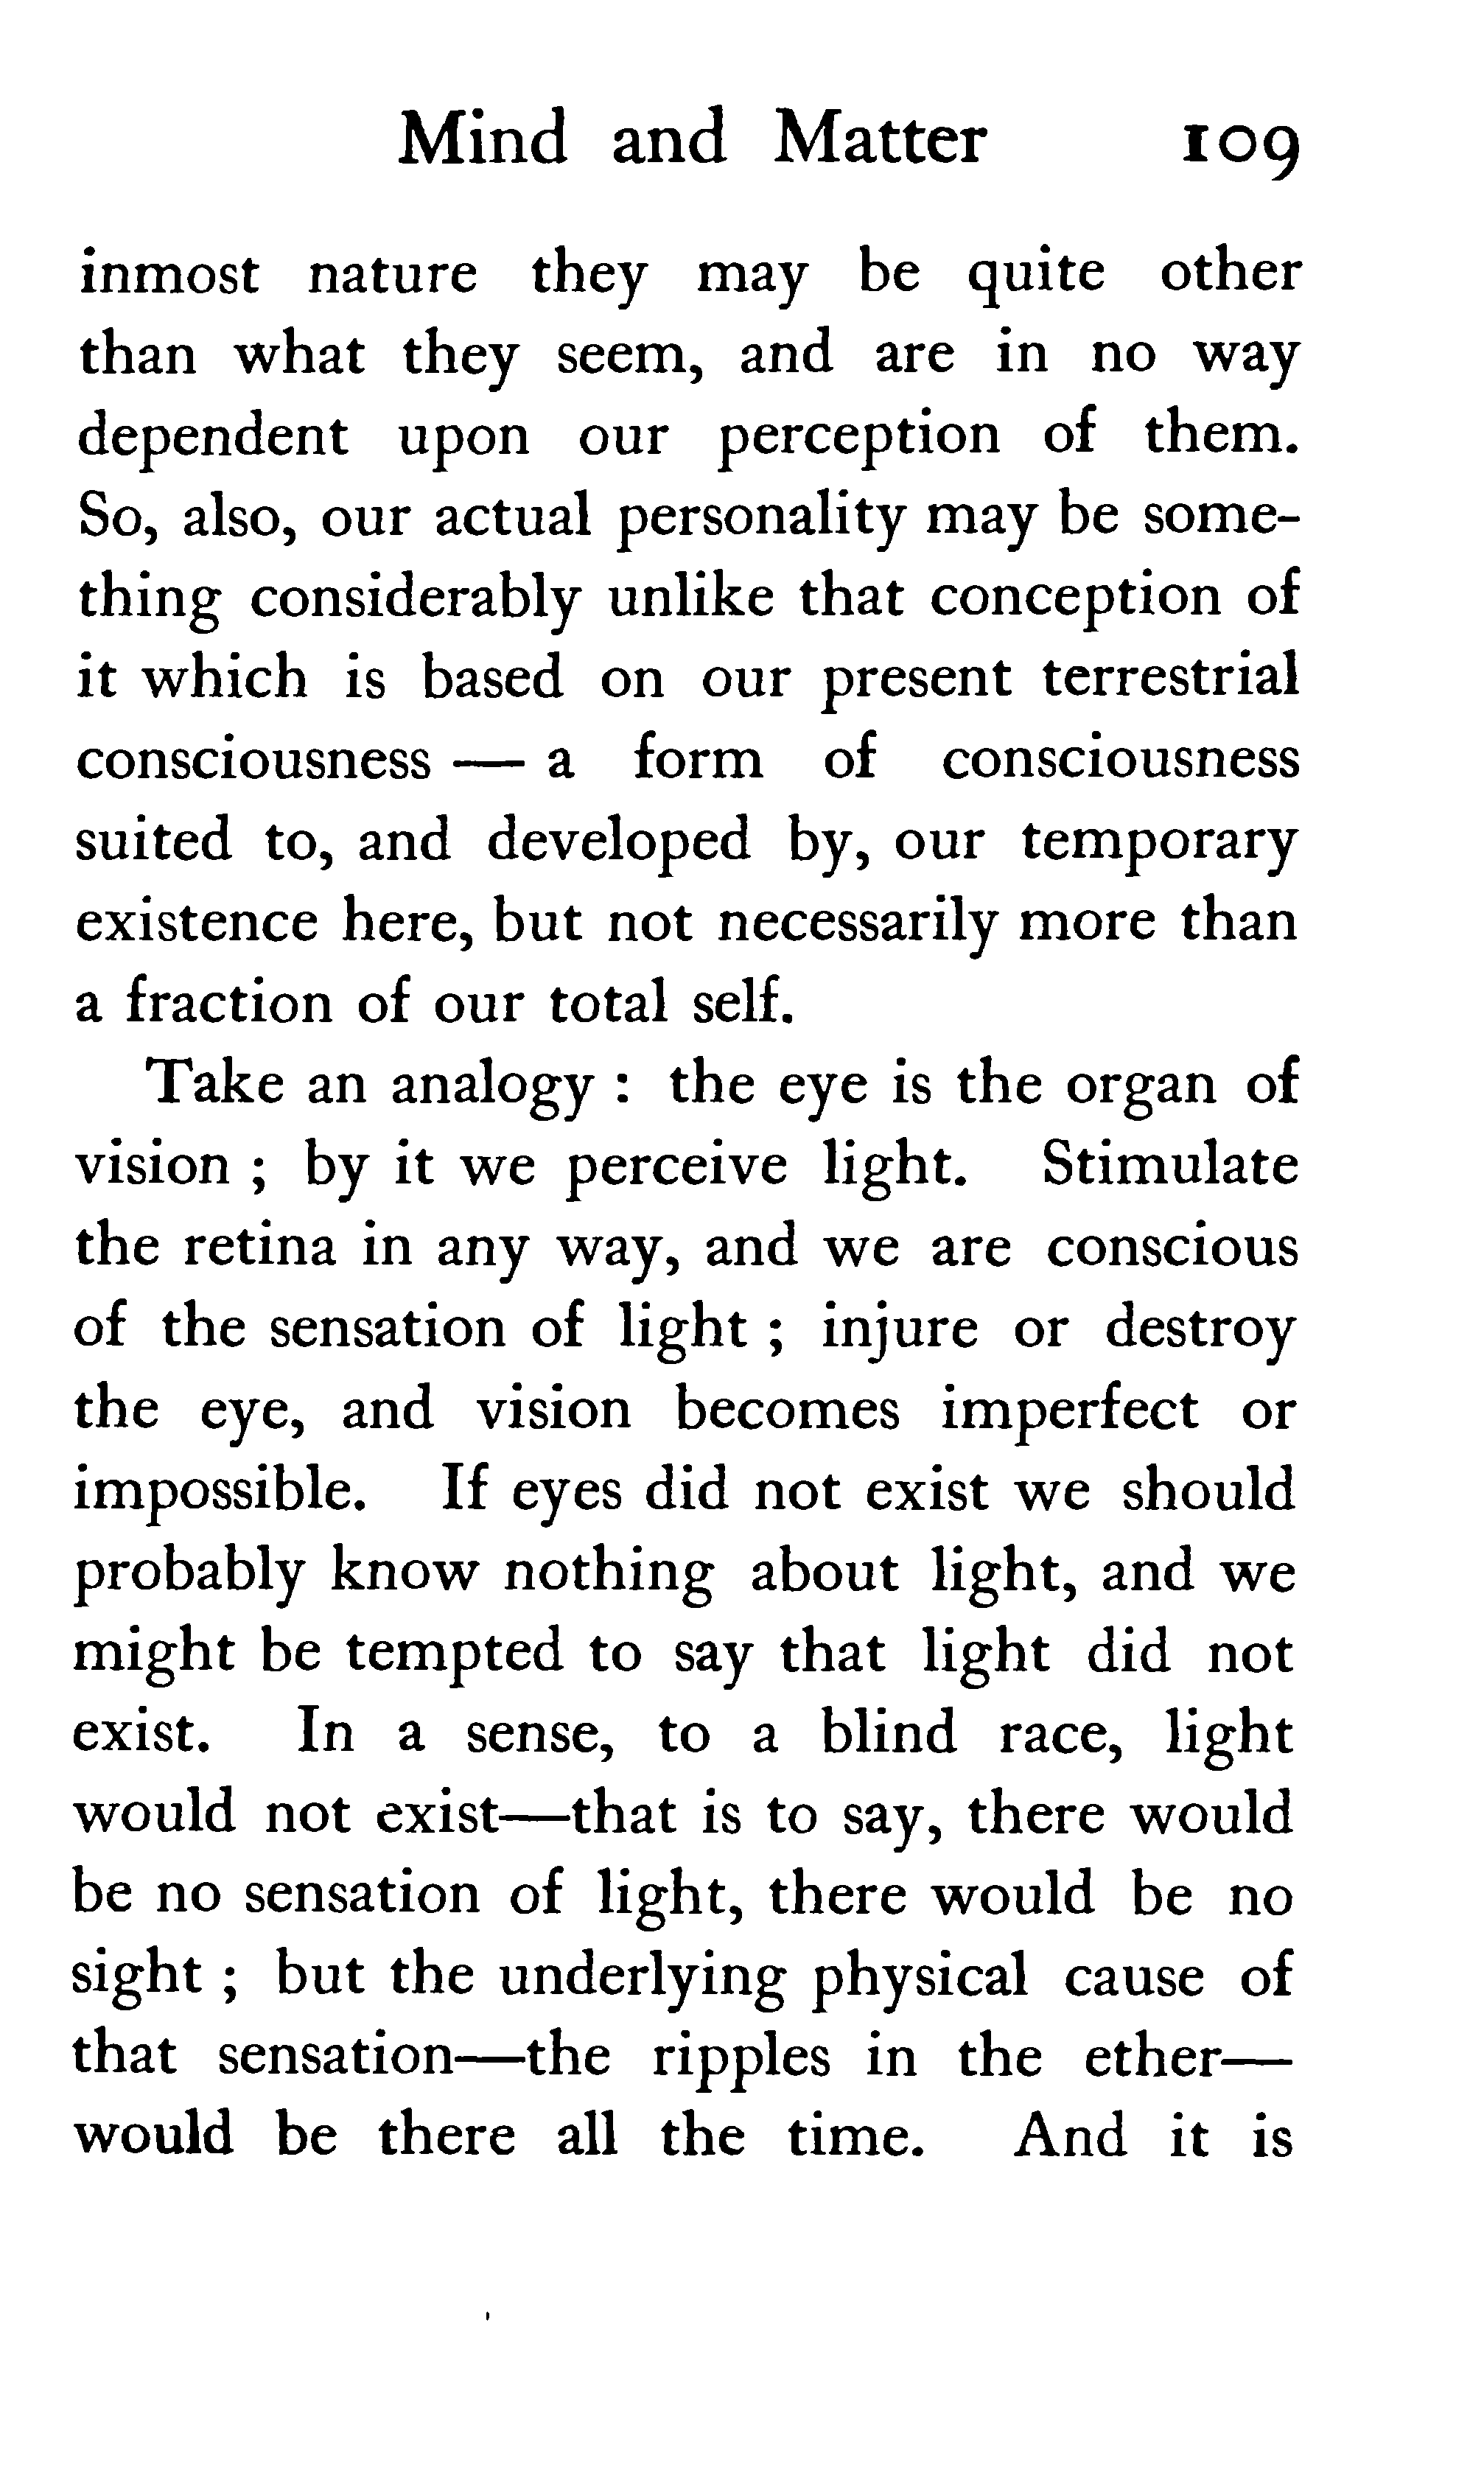 Mind and Matter 109
inmost nature they may be quite other
than what they seem, and are in no way
dependent upon our perception of them.
So, also, our actual personality may be some-
thing considerably unlike that conception of
it which is based on our present terrestrial
consciousness — a form of consciousness
suited to, and developed by, our temporary
existence here, but not necessarily more than
a fraction of our total self.
Take an analogy : the eye is the organ of
vision ; by it we perceive light. Stimulate
the retina in any way, and we are conscious
of the sensation of light ; injure or destroy
the eye, and vision becomes imperfect or
impossible. If eyes did not exist we should
probably know nothing about light, and we
might be tempted to say that light did not
exist. In a sense, to a blind race, light
would not exist—that is to say, there would
be no sensation of light, there would be no
sight ; but the underlying physical cause of
that sensation—the ripples in the ether—
would be there all the time. And it is